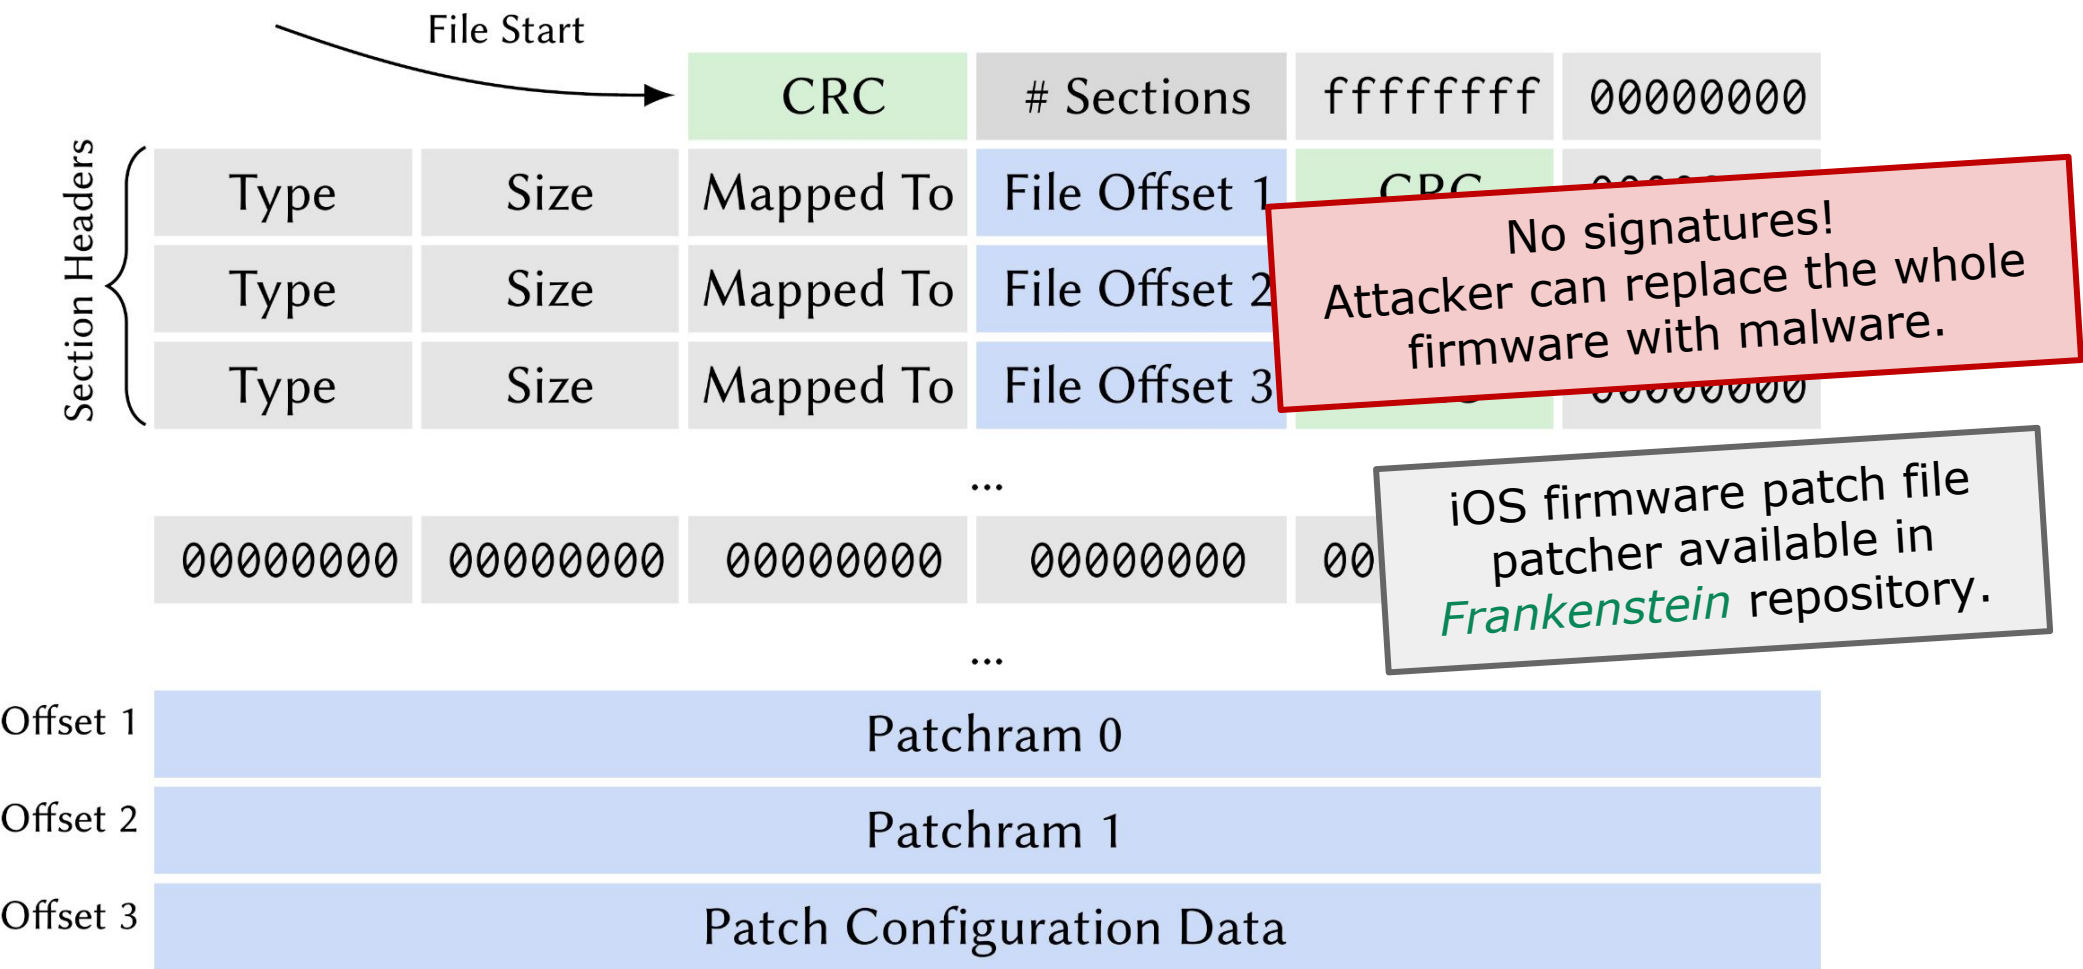 File Start
CRC # Sections ffffffff 00000000
Section Headers
Type Size Mapped To File Offset 1 CRC
Type Size Mapped To File Offset 2
Type Size Mapped To File Offset 3 00000000
No signatures!
Attacker can replace the whole
firmware with malware.
...
iOS firmware patch file
patcher available in
Frankenstein repository.
00000000 00000000 00000000 00000000 00
...
Offset 1 Patchram 0
Offset 2 Patchram 1
Offset 3 Patch Configuration Data